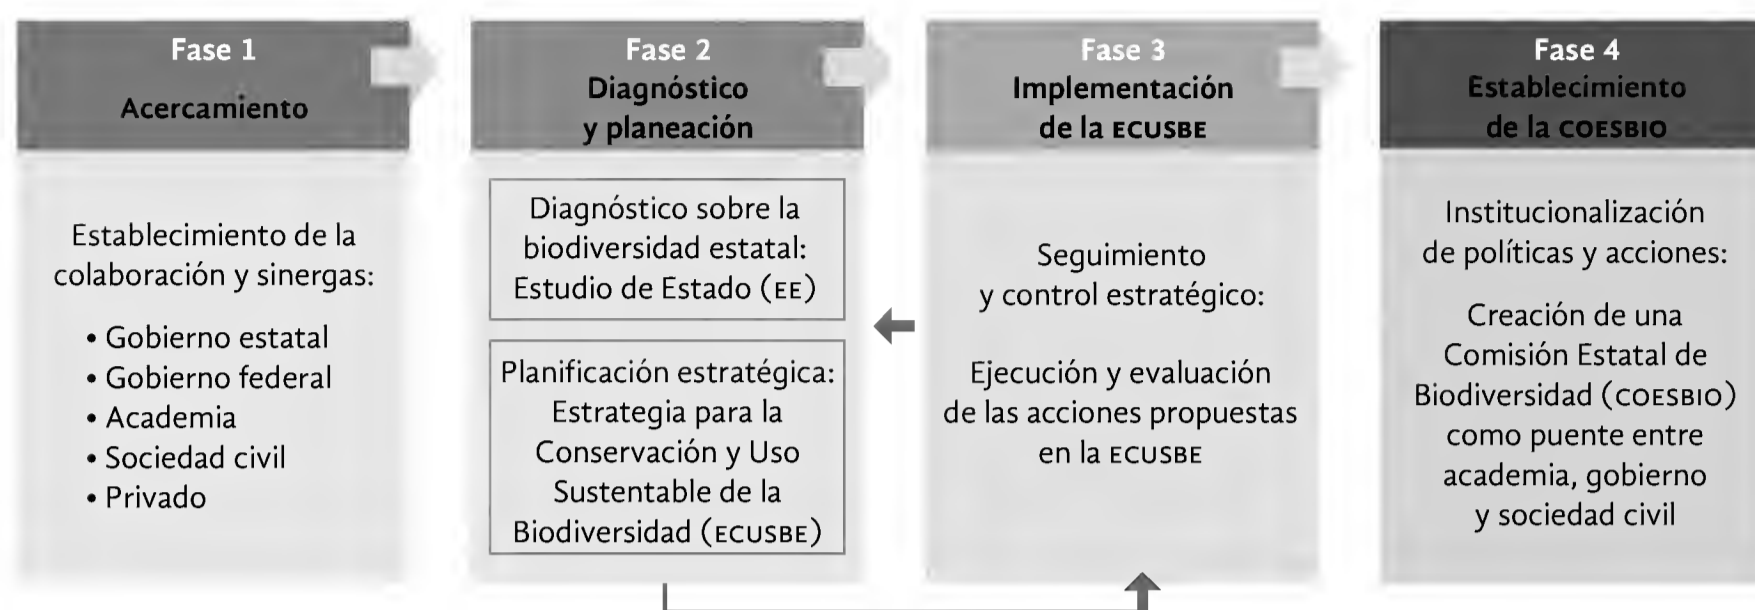 Fase 1
Acercamiento
Establecimiento de la
colaboración y sinergas:
• Gobierno estatal
• Gobierno federal
• Academia
• Sociedad civil
• Privado
Fase 2
Diagnóstico
y planeación
Diagnóstico sobre la
biodiversidad estatal:
Estudio de Estado (EE)
Planificación estratégica:
Estrategia para la
Conservación y Uso
Sustentable de la
Biodiversidad (ECUSBE)
Fase 3
Implementación
de la ECUSBE
Seguimiento
y control estratégico:
Ejecución y evaluación
de las acciones propuestas
en la ECUSBE
Fase 4
Establecimiento
de la COESBIO
Institucionalización
de políticas y acciones:
Creación de una
Comisión Estatal de
Biodiversidad (COESBIO)
como puente entre
academia, gobierno
y sociedad civil